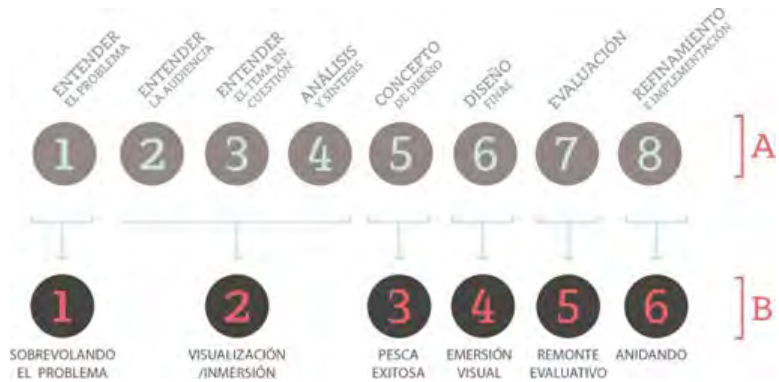 ENTENDER
EL PROBLEMA
ENTENDER
LA AUDIENCIA
ENTENDER
EL TEMA EN
CUESTIÓN
ANÁLISIS
Y SÍNTESIS
CONCEPTO
DE DISEÑO
DISEÑO
FINAL
EVALUACIÓN
REFINAMIENTO
E IMPLEMENTACIÓN
1 2 3 4 5 6 7 8 A
1 2 3 4 5 6 B
SOBREVOLANDO
EL PROBLEMA
VISUALIZACIÓN
/INMERSIÓN
PESCA
EXITOSA
EMERSIÓN
VISUAL
REMONTE
EVALUATIVO
ANIDANDO